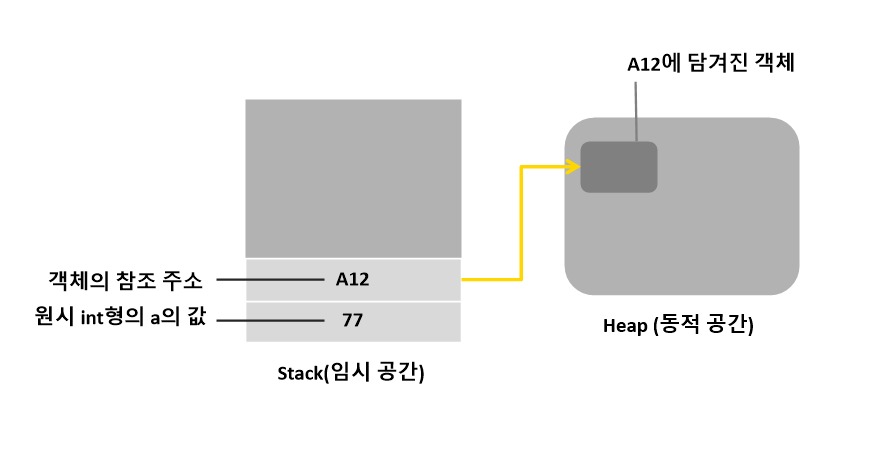 A12에 담겨진 객체
객체의 참조 주소
A12
원시 int형의 a의 값
77
Heap (동적 공간)
Stack(임시 공간)